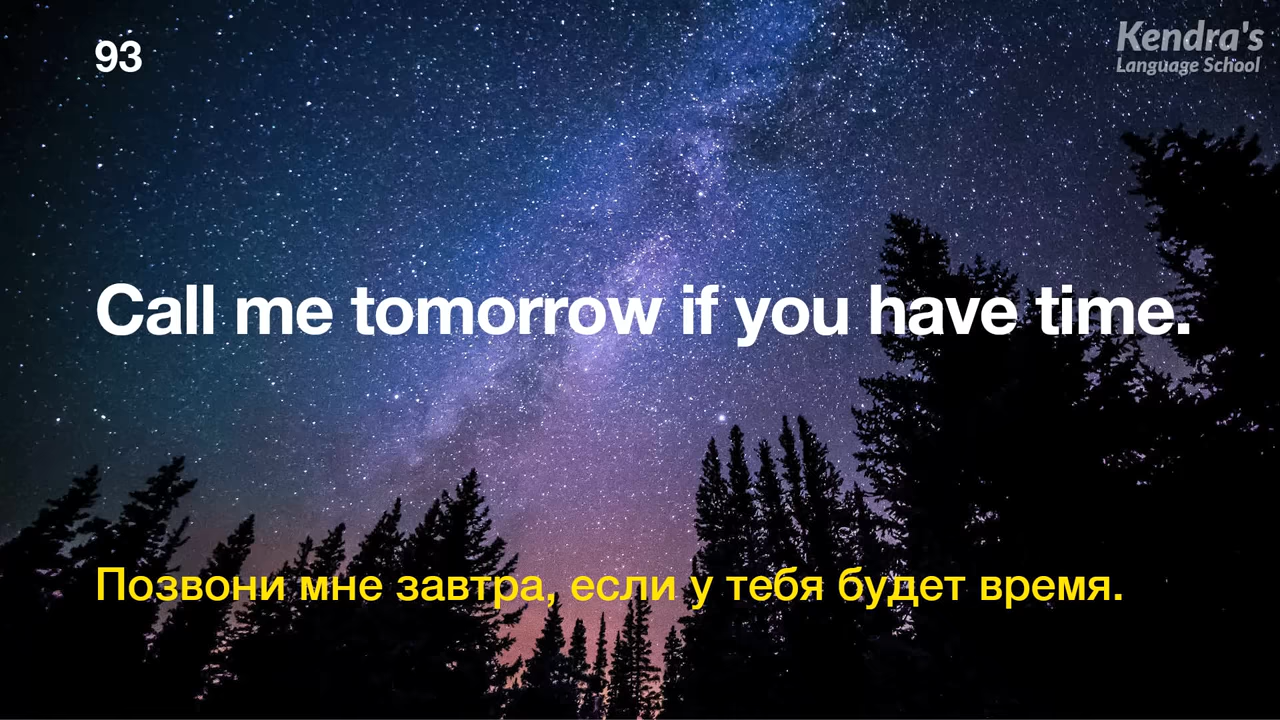 93
Kendra's
Language School
Call me tomorrow if you have time.
Позвони мне завтра, если у тебя будет время.